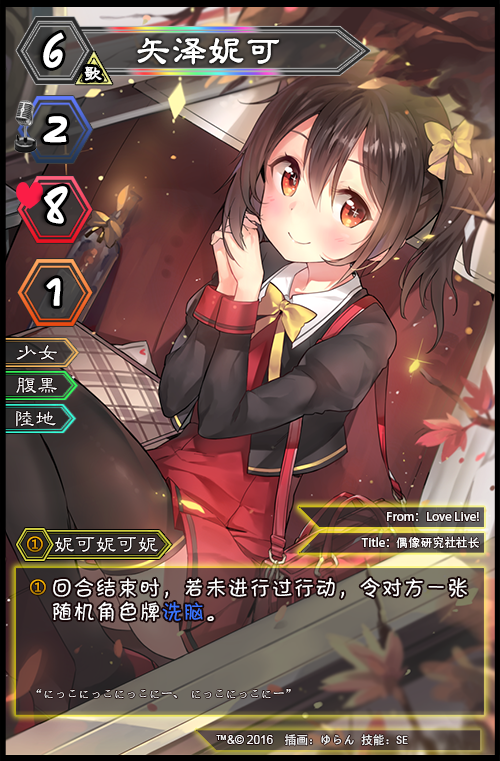 6
歌
矢泽妮可
2
8
1
少女
腹黑
陸地
From: Love Live!
Title: 偶像研究社社长
① 妮可妮可妮
① 回合结束时，若未进行过行动，令对方一张
随机角色牌洗脑。
“にっこにっこにっこにー、 にっこにっこにー”
™&© 2016 插画: ゆらん 技能: SE